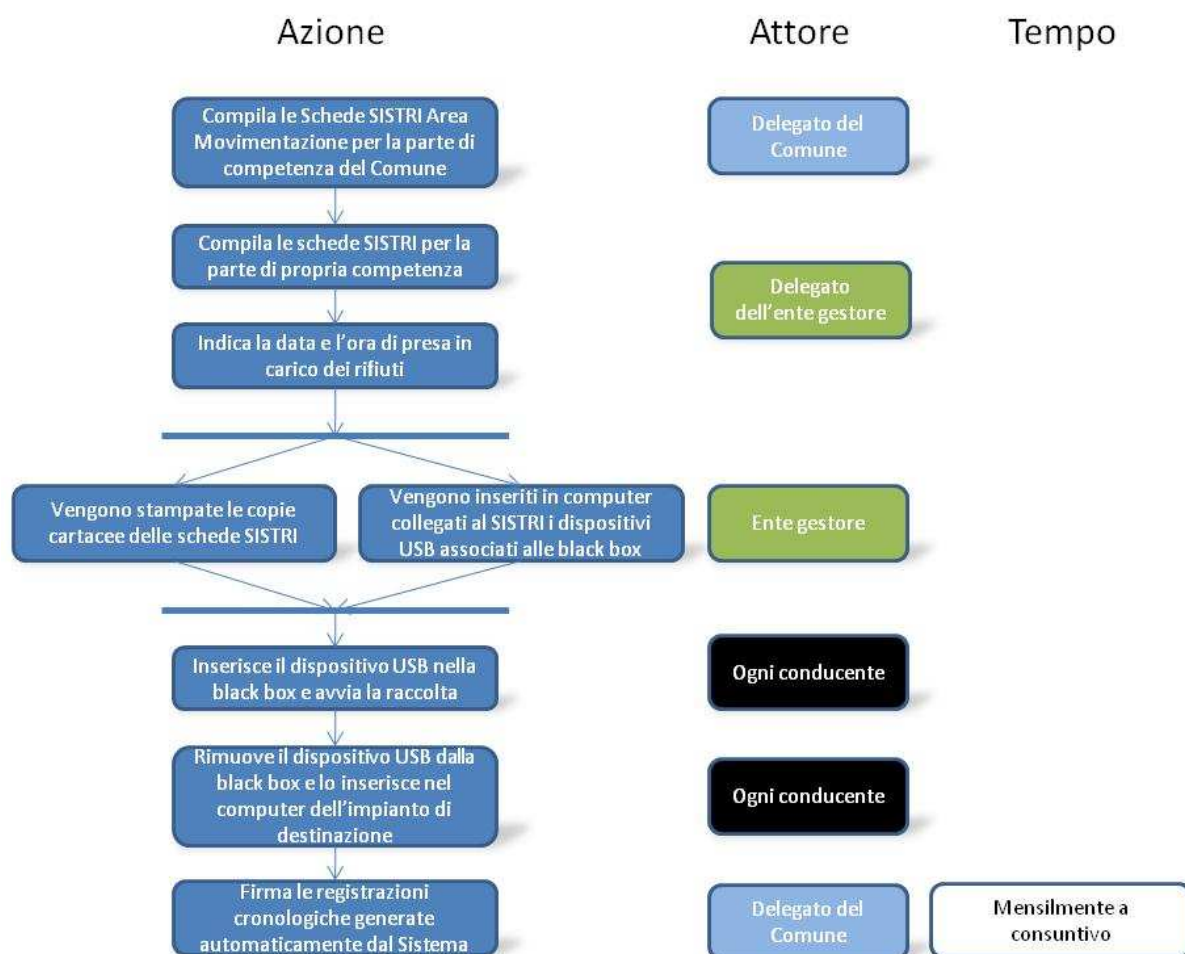 Azione
Attore
Tempo
Compila le Schede SISTRI Area
Movimentazione per la parte di
competenza del Comune
Delegato del
Comune
Compila le schede SISTRI per la
parte di propria competenza
Delegato
dell'ente gestore
Indica la data e l'ora di presa in
carico dei rifiuti
Vengono stampate le copie
cartacee delle schede SISTRI
Vengono inseriti in computer
collegati al SISTRI i dispositivi
USB associati alle black box
Ente gestore
Inserisce il dispositivo USB nella
black box e avvia la raccolta
Ogni conducente
Rimuove il dispositivo USB dalla
black box e lo inserisce nel
computer dell'impianto di
destinazione
Ogni conducente
Firma le registrazioni
cronologiche generate
automaticamente dal Sistema
Delegato del
Comune
Mensilmente a
consuntivo